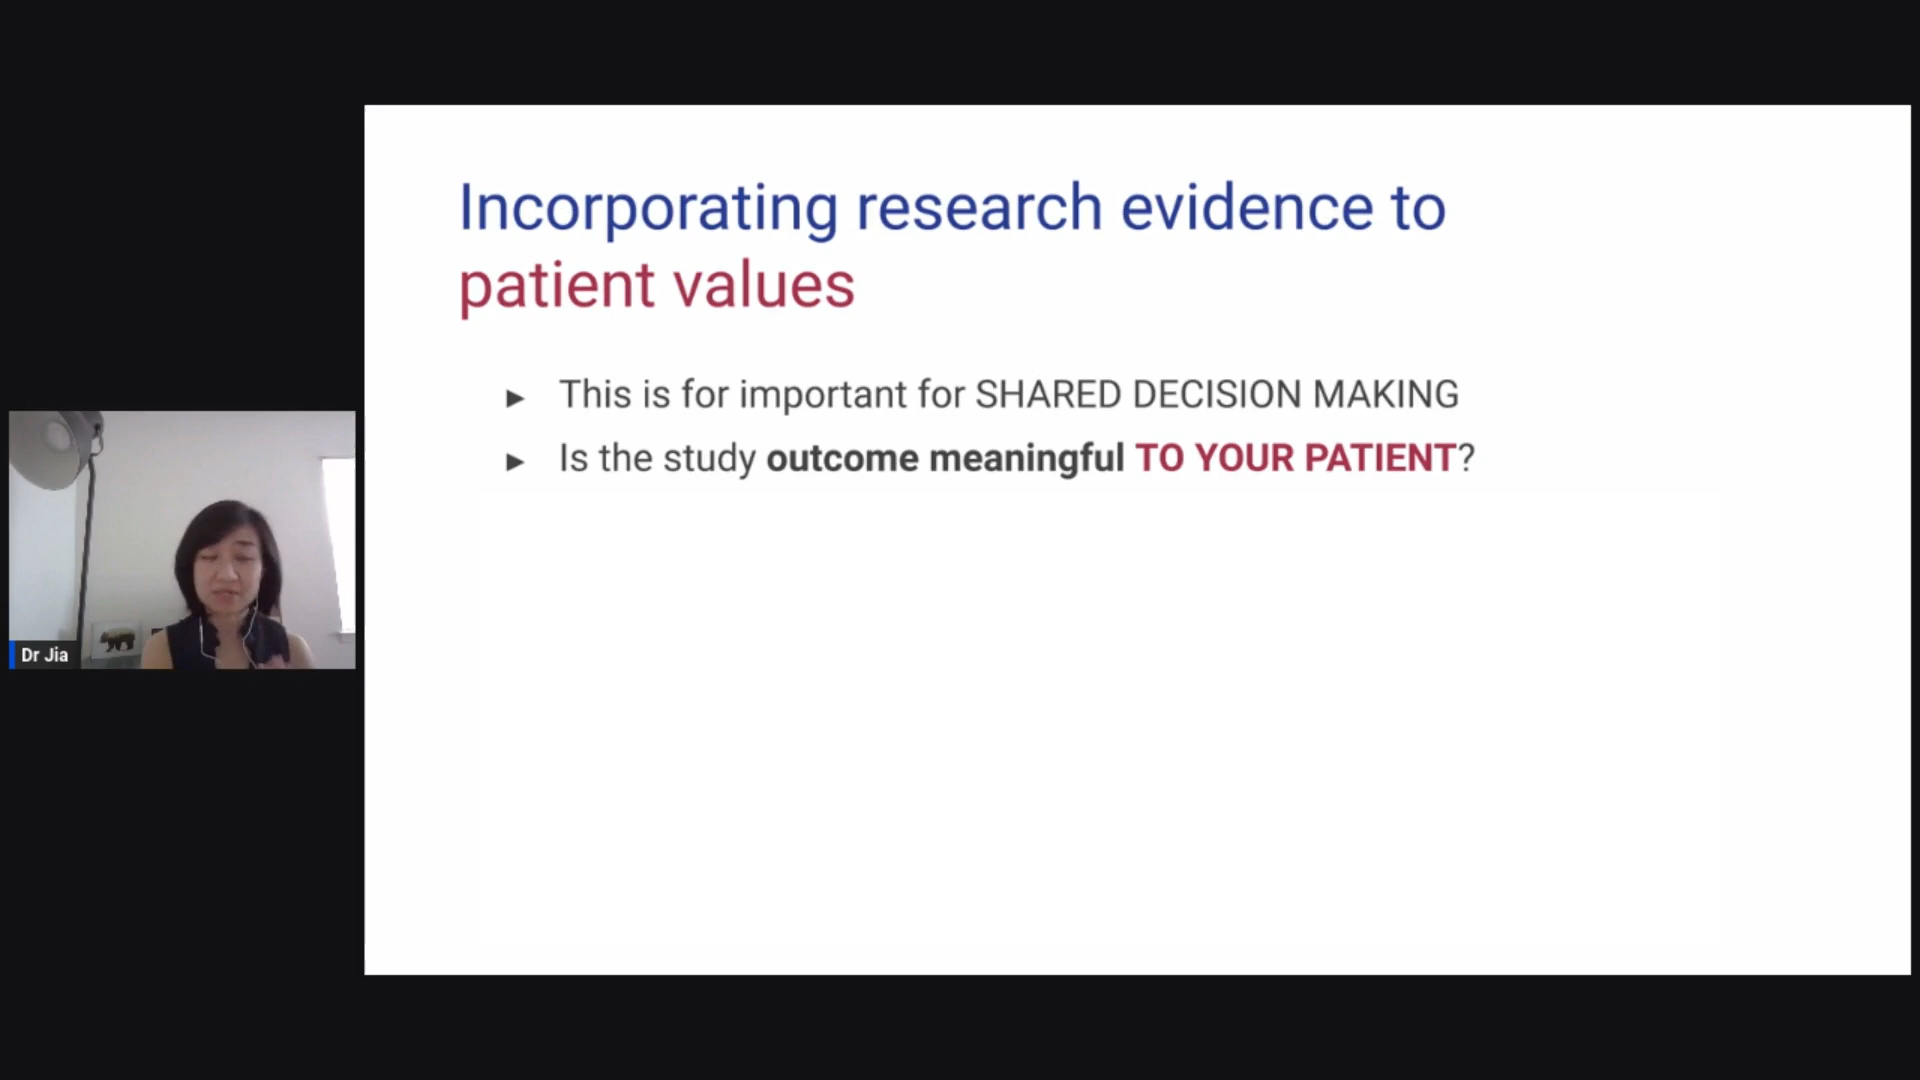 Incorporating research evidence to
patient values
► This is for important for SHARED DECISION MAKING
► Is the study outcome meaningful TO YOUR PATIENT?
Dr Jia